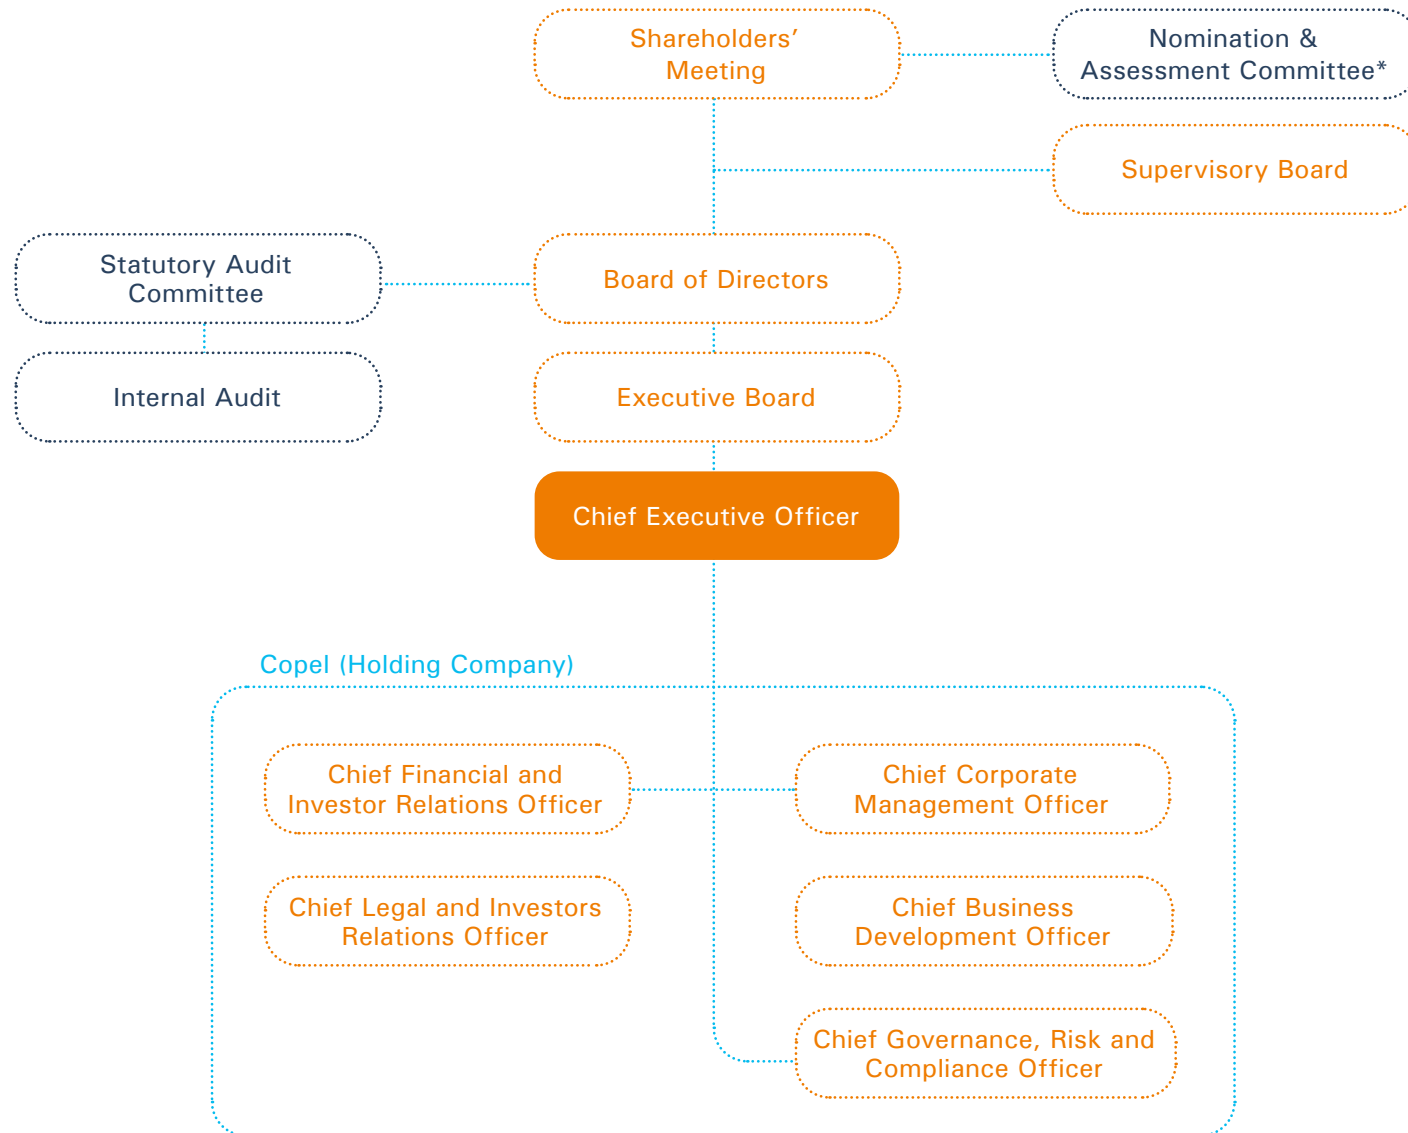 Shareholders’
Meeting
Nomination &
Assessment Committee*
Supervisory Board
Statutory Audit
Committee
Board of Directors
Internal Audit
Executive Board
Chief Executive Officer
Copel (Holding Company)
Chief Financial and
Investor Relations Officer
Chief Corporate
Management Officer
Chief Legal and Investors
Relations Officer
Chief Business
Development Officer
Chief Governance, Risk and
Compliance Officer